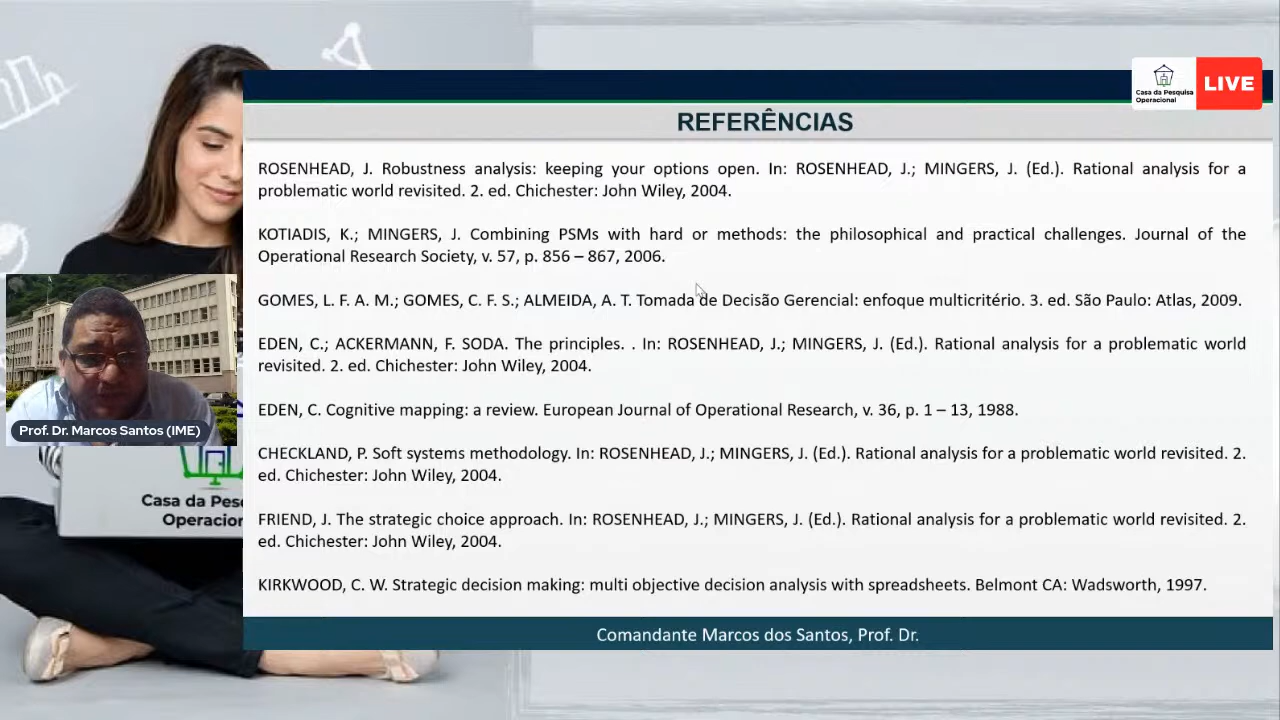 Casa da Pesquisa
Operacional
LIVE
REFERÊNCIAS
ROSENHEAD, J. Robustness analysis: keeping your options open. In: ROSENHEAD, J.; MINGERS, J. (Ed.). Rational analysis for a
problematic world revisited. 2. ed. Chichester: John Wiley, 2004.
KOTIADIS, K.; MINGERS, J. Combining PSMs with hard or methods: the philosophical and practical challenges. Journal of the
Operational Research Society, v. 57, p. 856 – 867, 2006.
GOMES, L. F. A. M.; GOMES, C. F. S.; ALMEIDA, A. T. Tomada de Decisão Gerencial: enfoque multicritério. 3. ed. São Paulo: Atlas, 2009.
EDEN, C.; ACKERMANN, F. SODA. The principles. . In: ROSENHEAD, J.; MINGERS, J. (Ed.). Rational analysis for a problematic world
revisited. 2. ed. Chichester: John Wiley, 2004.
EDEN, C. Cognitive mapping: a review. European Journal of Operational Research, v. 36, p. 1 – 13, 1988.
CHECKLAND, P. Soft systems methodology. In: ROSENHEAD, J.; MINGERS, J. (Ed.). Rational analysis for a problematic world revisited. 2.
ed. Chichester: John Wiley, 2004.
FRIEND, J. The strategic choice approach. In: ROSENHEAD, J.; MINGERS, J. (Ed.). Rational analysis for a problematic world revisited. 2.
ed. Chichester: John Wiley, 2004.
KIRKWOOD, C. W. Strategic decision making: multi objective decision analysis with spreadsheets. Belmont CA: Wadsworth, 1997.
Comandante Marcos dos Santos, Prof. Dr.
Prof. Dr. Marcos Santos (IME)
Casa da Pes
Operacion